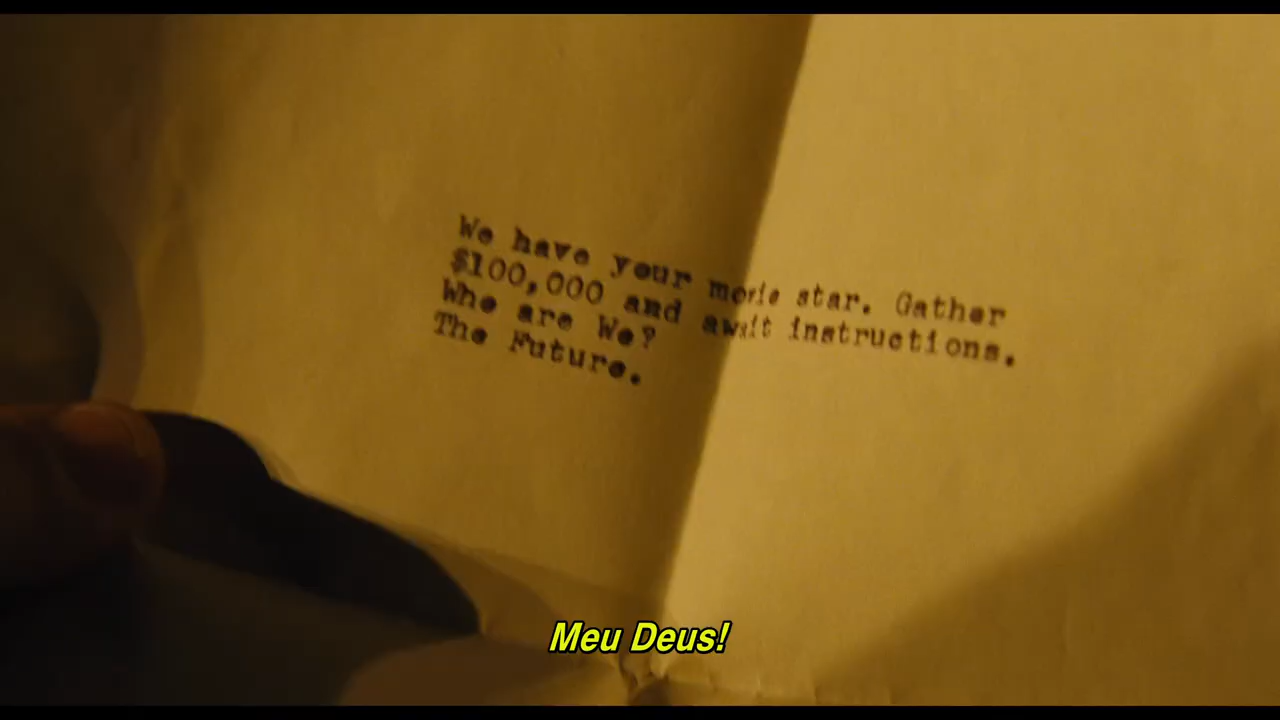 We have your movie star. Gather
$100,000 and await instructions.
Who are We?
The Future.
Meu Deus!